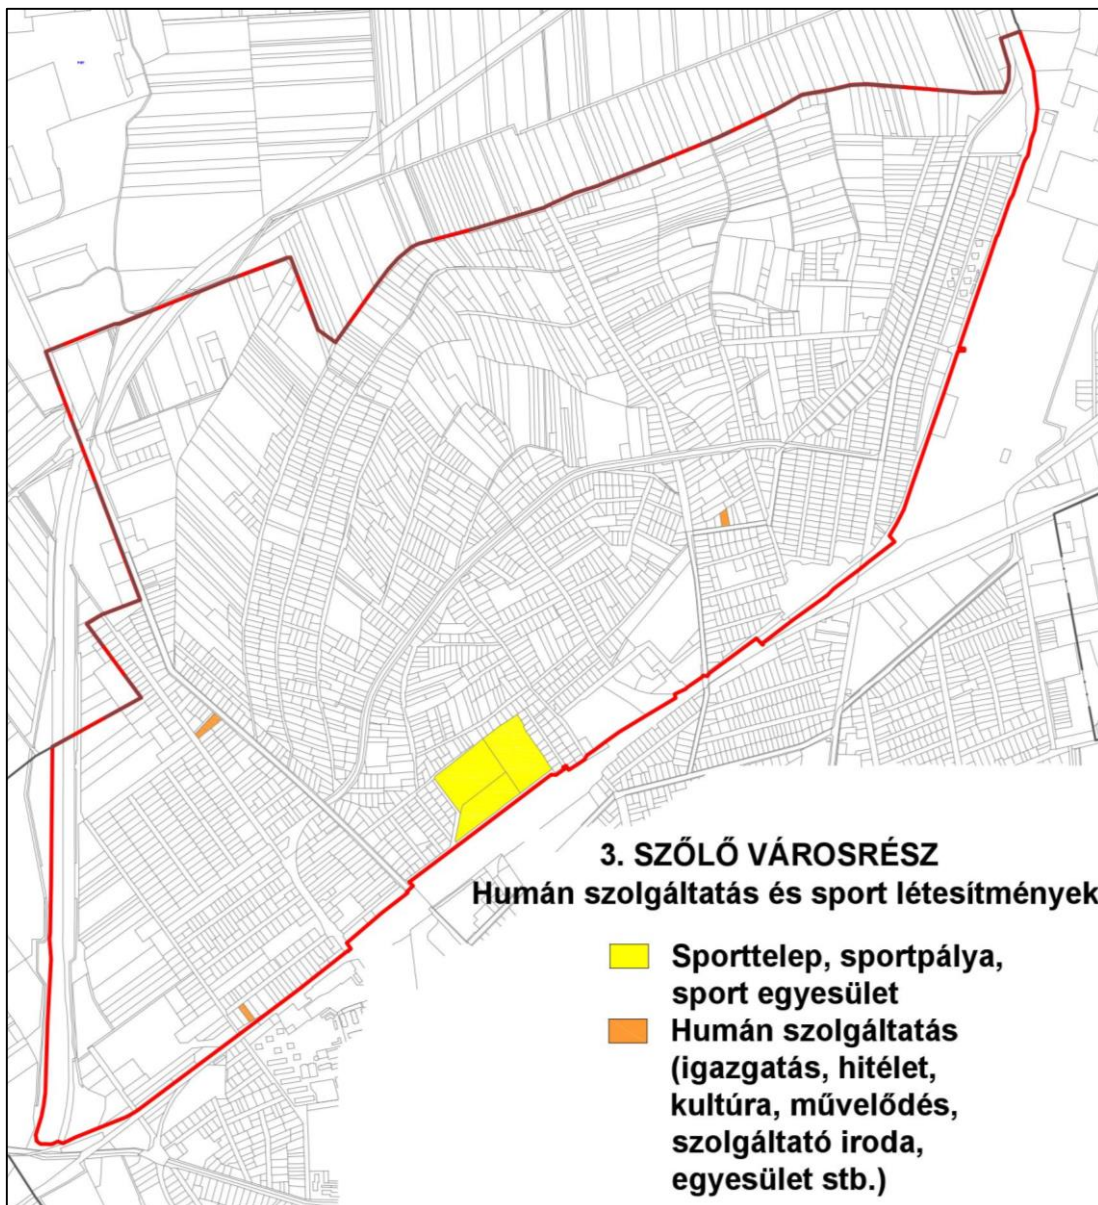 3. SZŐLŐ VÁROSRÉSZ
Humán szolgáltatás és sport létesítmények
Sporttelep, sportpálya,
sport egyesület
Humán szolgáltatás
(igazgatás, hitélet,
kultúra, művelődés,
szolgáltató iroda,
egyesület stb.)